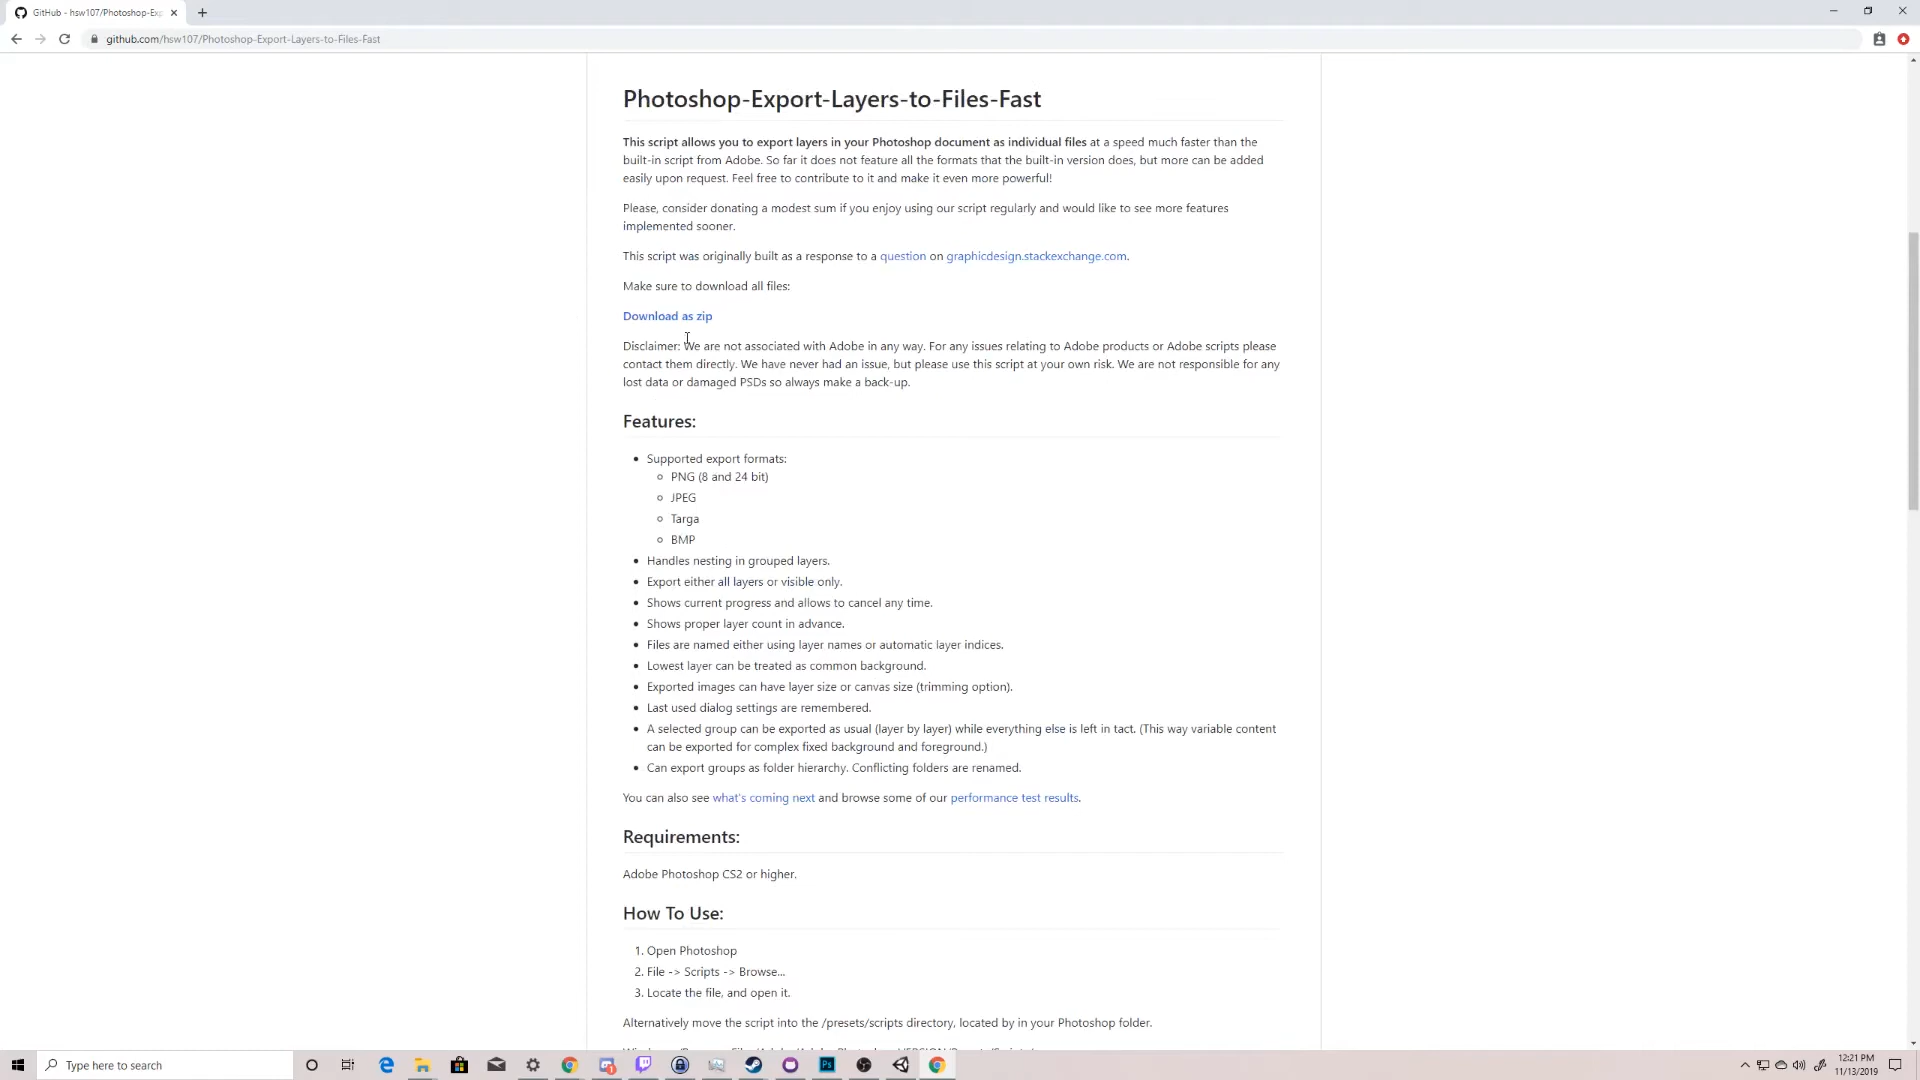 GitHub - hsw107/Photoshop-Exp
github.com/hsw107/Photoshop-Export-Layers-to-Files-Fast
Photoshop-Export-Layers-to-Files-Fast
This script allows you to export layers in your Photoshop document as individual files at a speed much faster than the
built-in script from Adobe. So far it does not feature all the formats that the built-in version does, but more can be added
easily upon request. Feel free to contribute to it and make it even more powerful!
Please, consider donating a modest sum if you enjoy using our script regularly and would like to see more features
implemented sooner.
This script was originally built as a response to a question on graphicdesign.stackexchange.com.
Make sure to download all files:
Download as zip
Disclaimer: We are not associated with Adobe in any way. For any issues relating to Adobe products or Adobe scripts please
contact them directly. We have never had an issue, but please use this script at your own risk. We are not responsible for any
lost data or damaged PSDs so always make a back-up.
Features:
• Supported export formats:
○ PNG (8 and 24 bit)
○ JPEG
○ Targa
○ BMP
• Handles nesting in grouped layers.
• Export either all layers or visible only.
• Shows current progress and allows to cancel any time.
• Shows proper layer count in advance.
• Files are named either using layer names or automatic layer indices.
• Lowest layer can be treated as common background.
• Exported images can have layer size or canvas size (trimming option).
• Last used dialog settings are remembered.
• A selected group can be exported as usual (layer by layer) while everything else is left in tact. (This way variable content
can be exported for complex fixed background and foreground.)
• Can export groups as folder hierarchy. Conflicting folders are renamed.
You can also see what's coming next and browse some of our performance test results.
Requirements:
Adobe Photoshop CS2 or higher.
How To Use:
1. Open Photoshop
2. File -> Scripts -> Browse...
3. Locate the file, and open it.
Alternatively move the script into the /presets/scripts directory, located by in your Photoshop folder.
Type here to search
Ps
12:21 PM
11/13/2019